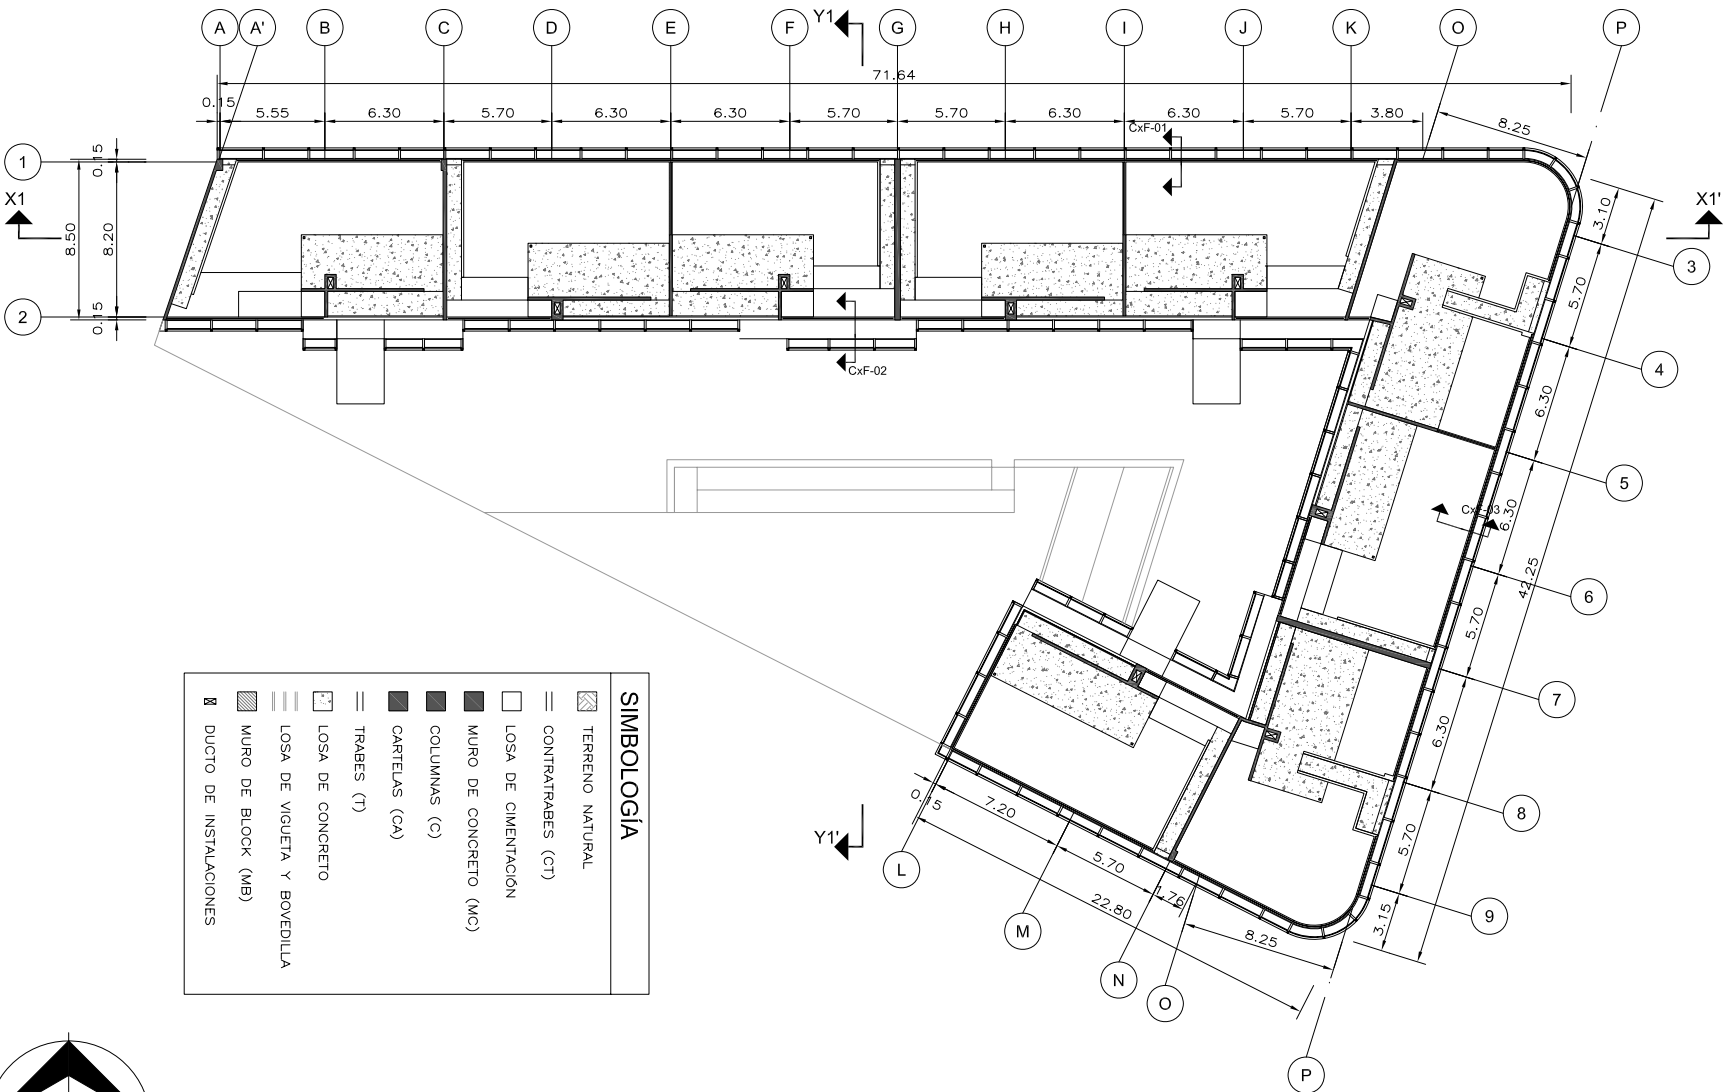 A A' B C D E F Y1 G H I J K O P
71.64
0.15 5.55 6.30 5.70 6.30 6.30 5.70 5.70 6.30 6.30 5.70 3.80 8.25
CxF-01
1
0.15
X1
8.50
8.20
2
0.15
X1'
3.10
3
5.70
4
6.30
CxF-02
5
6.30
CxF-03
42.25
6
5.70
7
6.30
8
5.70
9
3.15
Y1'
0.15
7.20
5.70
1.76
22.80
8.25
L
M
N
O
P
SIMBOLOGÍA
TERRENO NATURAL
CONTRATRABES (CT)
LOSA DE CIMENTACIÓN
MURO DE CONCRETO (MC)
COLUMNAS (C)
CARTELAS (CA)
TRABES (T)
LOSA DE CONCRETO
LOSA DE VIGUETA Y BOVEDILLA
MURO DE BLOCK (MB)
DUCTO DE INSTALACIONES